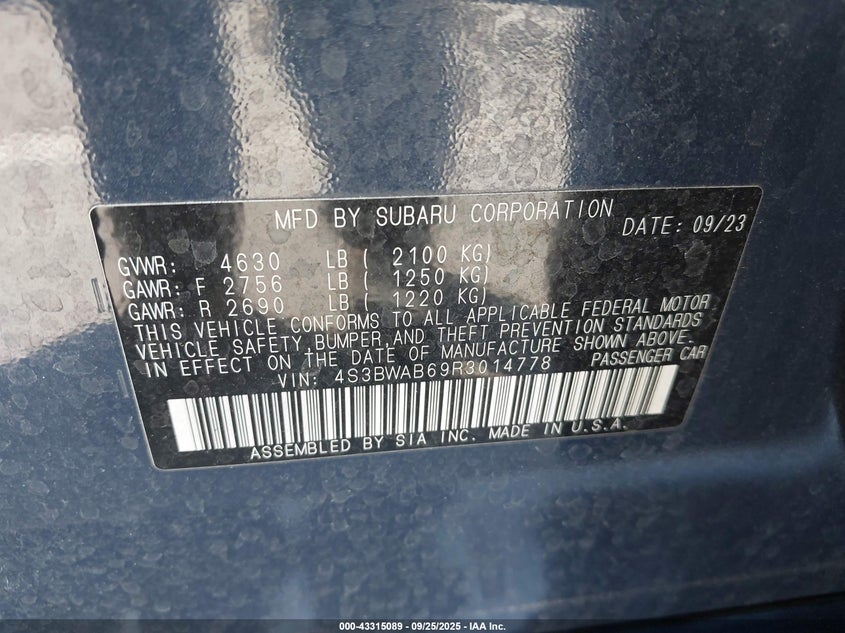 MFD BY SUBARU CORPORATION
DATE: 09/23
GVWR: 4630 LB ( 2100 KG)
GAWR: F 2756 LB ( 1250 KG)
GAWR: R 2690 LB ( 1220 KG)
THIS VEHICLE CONFORMS TO ALL APPLICABLE FEDERAL MOTOR
VEHICLE SAFETY,BUMPER,AND THEFT PREVENTION STANDARDS
IN EFFECT ON THE DATE OF MANUFACTURE SHOWN ABOVE.
VIN: 4S3BWAB69R3014778 PASSENGER CAR
ASSEMBLED BY SIA INC. MADE IN U.S.A.
000-43315089 - 09/25/2025 - IAA Inc.